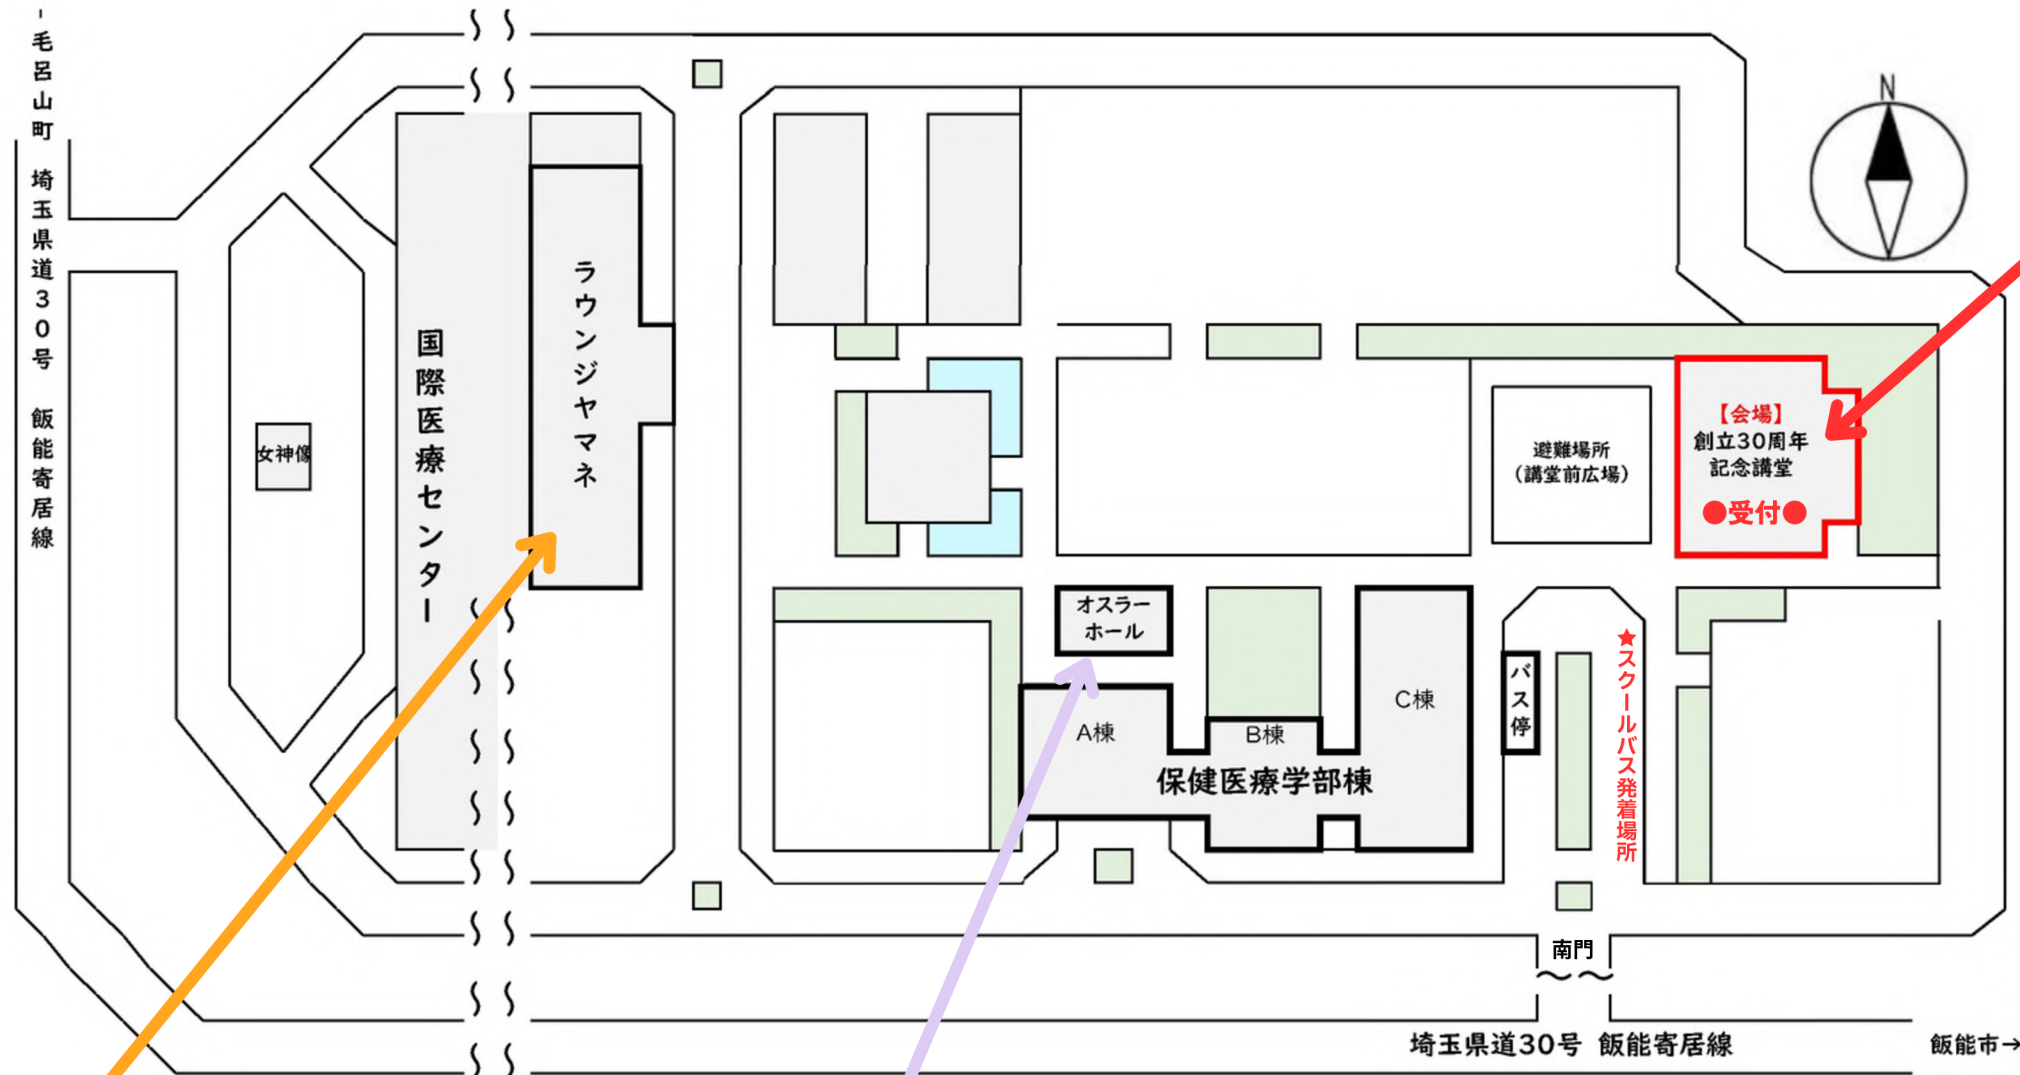 毛呂山町 埼玉県道30号 飯能寄居線
N
女神像
国際医療センター
ラウンジヤマネ
避難場所
(講堂前広場)
【会場】
創立30周年
記念講堂
●受付●
オスラー
ホール
A棟
B棟
C棟
保健医療学部棟
バス停
★スクールバス発着場所
南門
埼玉県道30号 飯能寄居線
飯能市→